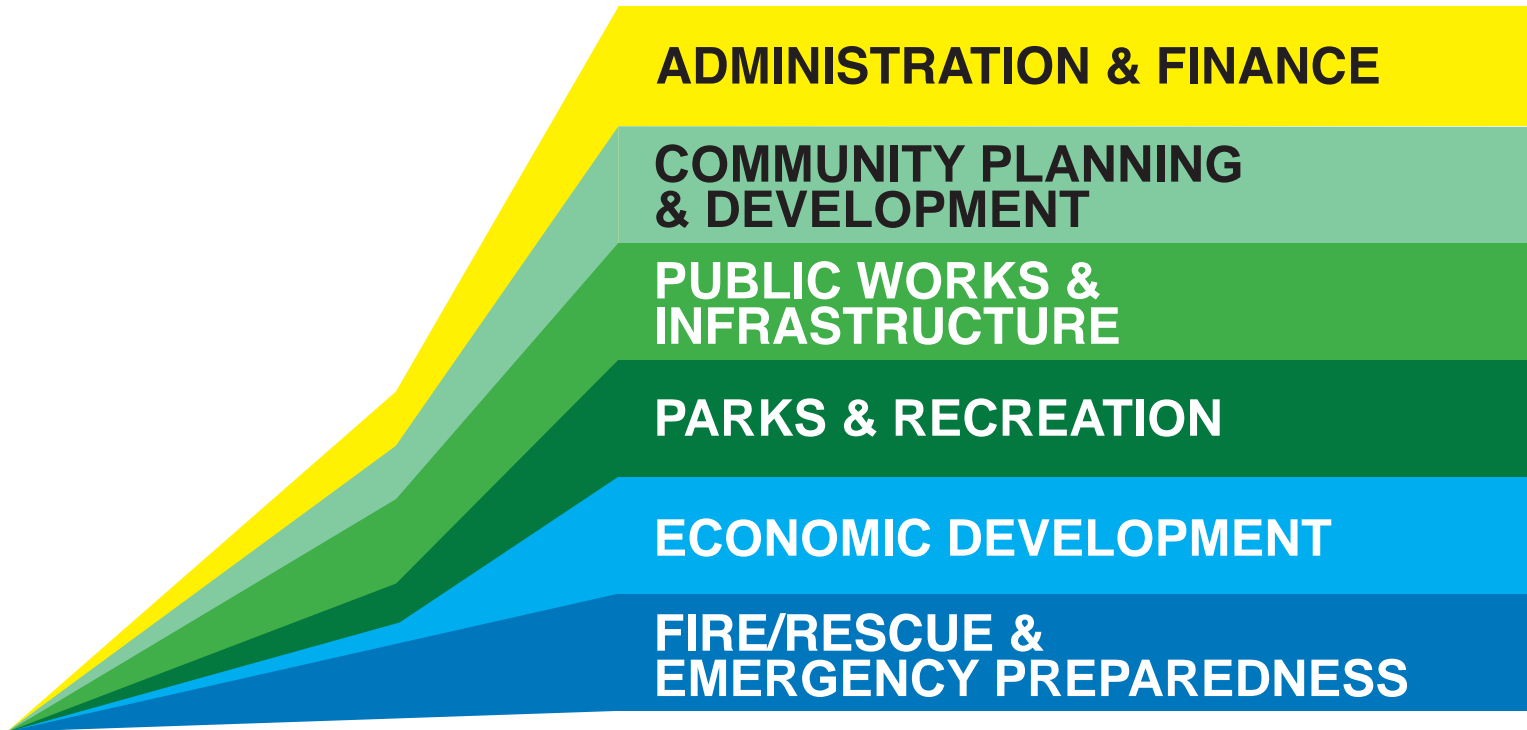 ADMINISTRATION & FINANCE
COMMUNITY PLANNING
& DEVELOPMENT
PUBLIC WORKS &
INFRASTRUCTURE
PARKS & RECREATION
ECONOMIC DEVELOPMENT
FIRE/RESCUE &
EMERGENCY PREPAREDNESS